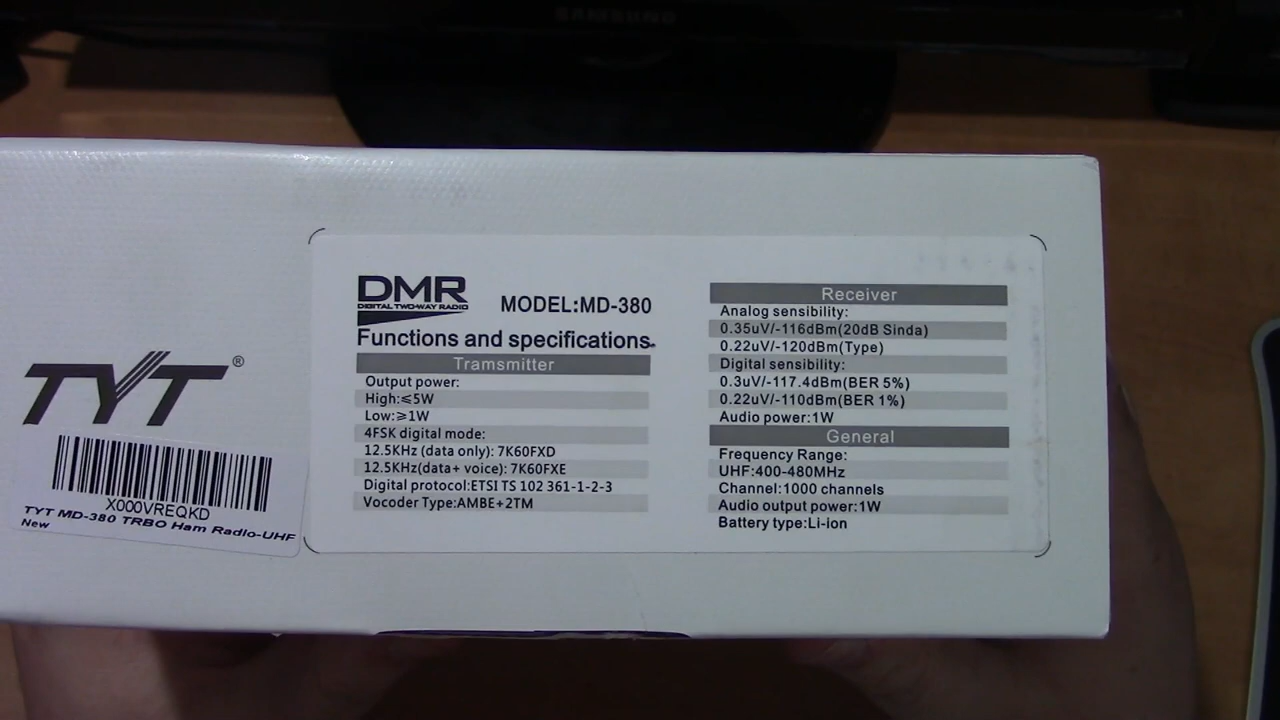 SAMSUNG
TYT®
X000VREQKD
TYT MD-380 TRBO Ham Radio-UHF
New
DMR
DIGITAL TWO-WAY RADIO
MODEL:MD-380
Functions and specifications
Tramsmitter
Output power:
High:≤5W
Low:≥1W
4FSK digital mode:
12.5KHz (data only): 7K60FXD
12.5KHz(data+ voice): 7K60FXE
Digital protocol:ETSI TS 102 361-1-2-3
Vocoder Type:AMBE+2TM
Receiver
Analog sensibility:
0.35uV/-116dBm(20dB Sinda)
0.22uV/-120dBm(Type)
Digital sensibility:
0.3uV/-117.4dBm(BER 5%)
0.22uV/-110dBm(BER 1%)
Audio power:1W
General
Frequency Range:
UHF:400-480MHz
Channel:1000 channels
Audio output power:1W
Battery type:Li-ion